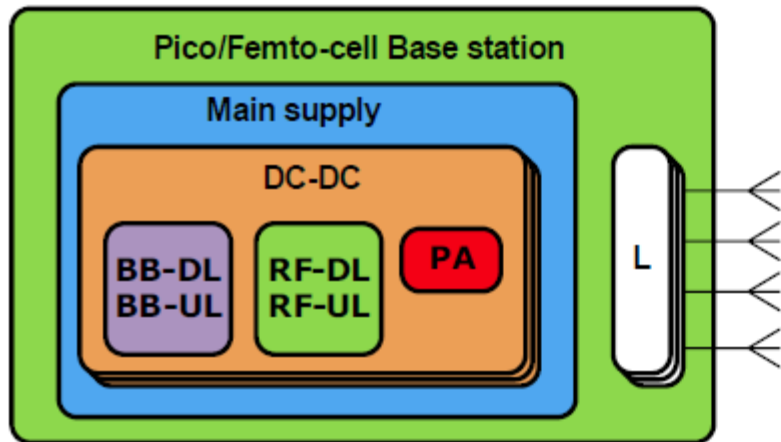 Pico/Femto-cell Base station
Main supply
DC-DC
BB-DL
BB-UL
RF-DL
RF-UL
PA
L